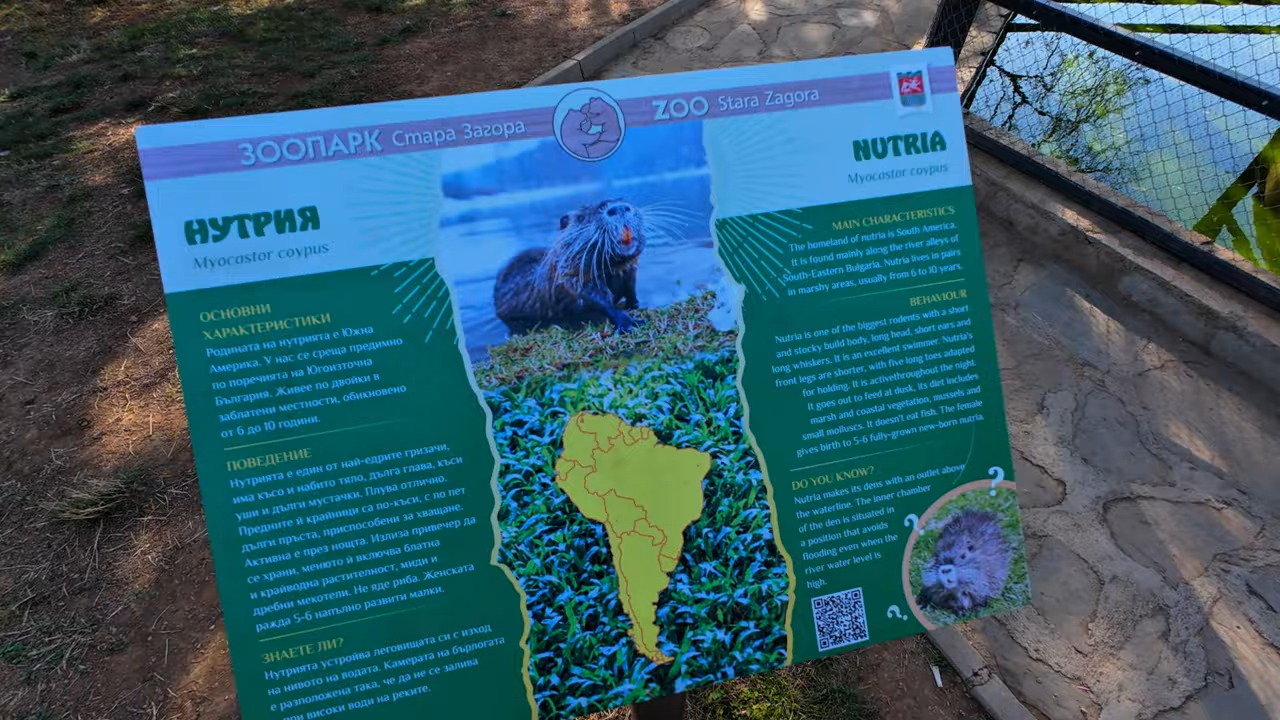 ЗООПАРК Стара Загора
ZOO Stara Zagora
НУТРИЯ
Myocastor coypus
ОСНОВНИ
ХАРАКТЕРИСТИКИ
Родината на нутрията е Южна
Америка. У нас се среща предимно
по поречията на Югоизточна
България. Живее по двойки в
заблатени местности, обикновено
от 6 до 10 години.
ПОВЕДЕНИЕ
Нутрията е един от най-едрите гризачи,
има късо и набито тяло, дълга глава, къси
уши и дълги мустачки. Плува отлично.
Предните ѝ крайници са по-къси, с по пет
дълги пръста, приспособени за хващане.
Активна е през нощта. Излиза привечер да
се храни, менюто ѝ включва блатна
и крайводна растителност, миди и
дребни мекотели. Не яде риба. Женската
ражда 5-6 напълно развити малки.
ЗНАЕТЕ ЛИ?
Нутрията устройва леговищата си с изход
на нивото на водата. Камерата на бърлогата
е разположена така, че да не се залива
при високи води на реките.
NUTRIA
Myocastor coypus
MAIN CHARACTERISTICS
The homeland of nutria is South America.
It is found mainly along the river alleys of
South-Eastern Bulgaria. Nutria lives in pairs
in marshy areas, usually from 6 to 10 years.
BEHAVIOUR
Nutria is one of the biggest rodents with a short
and stocky build body, long head, short ears and
long whiskers. It is an excellent swimmer. Nutria's
front legs are shorter, with five long toes adapted
for holding. It is activethroughout the night.
It goes out to feed at dusk, its diet includes
marsh and coastal vegetation, mussels and
small molluscs. It doesn't eat fish. The female
gives birth to 5-6 fully-grown new-born nutria.
DO YOU KNOW?
Nutria makes its dens with an outlet above
the waterline. The inner chamber
of the den is situated in
a position that avoids
flooding even when the
river water level is
high.
?
?
?